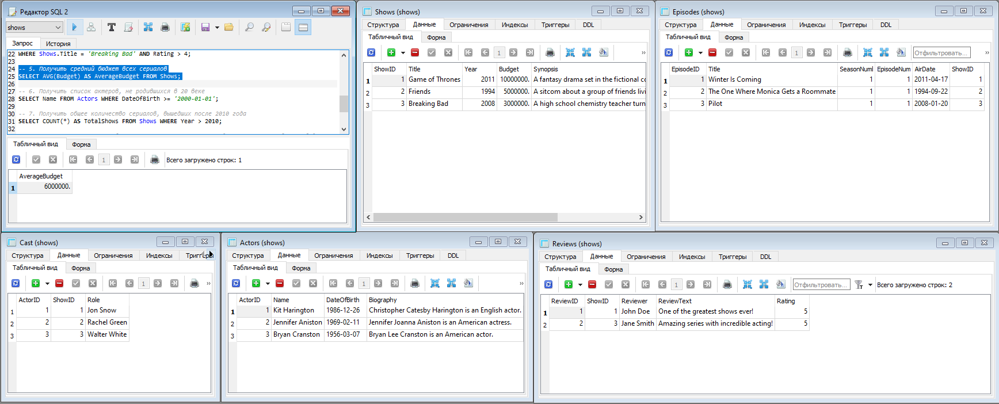 Редактор SQL 2
shows
Запрос История
22 WHERE Shows.Title = 'Breaking Bad' AND Rating > 4;
23
24 -- 5. Получить средний бюджет всех сериалов
25 SELECT AVG(Budget) AS AverageBudget FROM Shows;
26
27 -- 6. Получить список актеров, не родившихся в 20 веке
28 SELECT Name FROM Actors WHERE DateOfBirth >= '2000-01-01';
29
30 -- 7. Получить общее количество сериалов, вышедших после 2010 года
31 SELECT COUNT(*) AS TotalShows FROM Shows WHERE Year > 2010;
32
Табличный вид Форма
1 Всего загружено строк: 1
AverageBudget
1 6000000.
Shows (shows)
Структура Данные Ограничения Индексы Триггеры DDL
Табличный вид Форма
1 »
ShowID Title Year Budget Synopsis
1 1 Game of Thrones 2011 10000000. A fantasy drama set in the fictional co
2 2 Friends 1994 5000000. A sitcom about a group of friends livi
3 3 Breaking Bad 2008 3000000. A high school chemistry teacher turn
Episodes (shows)
Структура Данные Ограничения Индексы Триггеры DDL
Табличный вид Форма
1 Отфильтровать... »
EpisodeID Title SeasonNuml EpisodeNum AirDate ShowID
1 1 Winter Is Coming 1 1 2011-04-17 1
2 2 The One Where Monica Gets a Roommate 1 1 1994-09-22 2
3 3 Pilot 1 1 2008-01-20 3
Cast (shows)
Структура Данные Ограничения Индексы Триггеры
Табличный вид Форма
1 »
ActorID ShowID Role
1 1 1 Jon Snow
2 2 2 Rachel Green
3 3 3 Walter White
Actors (shows)
Структура Данные Ограничения Индексы Триггеры DDL
Табличный вид Форма
1 »
ActorID Name DateOfBirth Biography
1 1 Kit Harington 1986-12-26 Christopher Catesby Harington is an English actor.
2 2 Jennifer Aniston 1969-02-11 Jennifer Joanna Aniston is an American actress.
3 3 Bryan Cranston 1956-03-07 Bryan Lee Cranston is an American actor.
Reviews (shows)
Структура Данные Ограничения Индексы Триггеры DDL
Табличный вид Форма
1 Отфильтровать... Всего загружено строк: 2
ReviewID ShowID Reviewer ReviewText Rating
1 1 1 John Doe One of the greatest shows ever! 5
2 2 3 Jane Smith Amazing series with incredible acting! 5